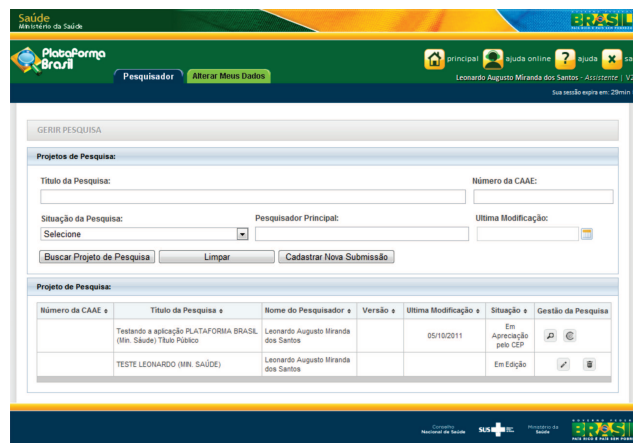 Saúde
Ministério da Saúde
BRASIL
Plataforma
Brasil
principal ajuda online ? ajuda x sa
Pesquisador Alterar Meus Dados
Leonardo Augusto Miranda dos Santos - Assistente | V2
Sua sessão expira em: 29min
GERIR PESQUISA
Projetos de Pesquisa:
Título da Pesquisa: Número da CAAE:
Situação da Pesquisa: Pesquisador Principal: Ultima Modificação:
Selecione
Buscar Projeto de Pesquisa Limpar Cadastrar Nova Submissão
Projeto de Pesquisa:
Número da CAAE Título da Pesquisa Nome do Pesquisador Versão Ultima Modificação Situação Gestão da Pesquisa
Testando a aplicação PLATAFORMA BRASIL
(Min. Sáude) Título Público
Leonardo Augusto Miranda
dos Santos
05/10/2011
Em
Apreciação
pelo CEP
TESTE LEONARDO (MIN. SAÚDE)
Leonardo Augusto Miranda
dos Santos
Em Edição
Conselho
Nacional de Saúde
SUS
Ministério da
Saúde
BRASIL